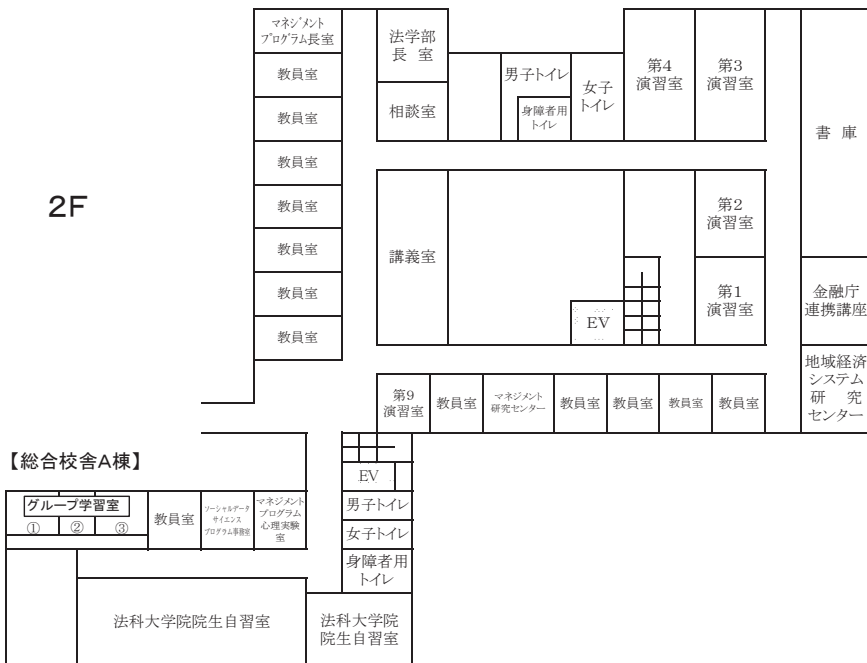 マネジメント
プログラム長室
教員室
教員室
教員室
教員室
教員室
教員室
教員室
法学部
長 室
相談室
男子トイレ
身障者用
トイレ
女子
トイレ
第4
演習室
第3
演習室
書 庫
2F
講義室
EV
第2
演習室
第1
演習室
金融庁
連携講座
地域経済
システム
研 究
センター
第9
演習室
教員室
マネジメント
研究センター
教員室
教員室
教員室
教員室
【総合校舎A棟】
グループ学習室
①
②
③
教員室
ソーシャルデータ
サイエンス
プログラム事務室
マネジメント
プログラム
心理実験
室
EV
男子トイレ
女子トイレ
身障者用
トイレ
法科大学院院生自習室
法科大学院
院生自習室